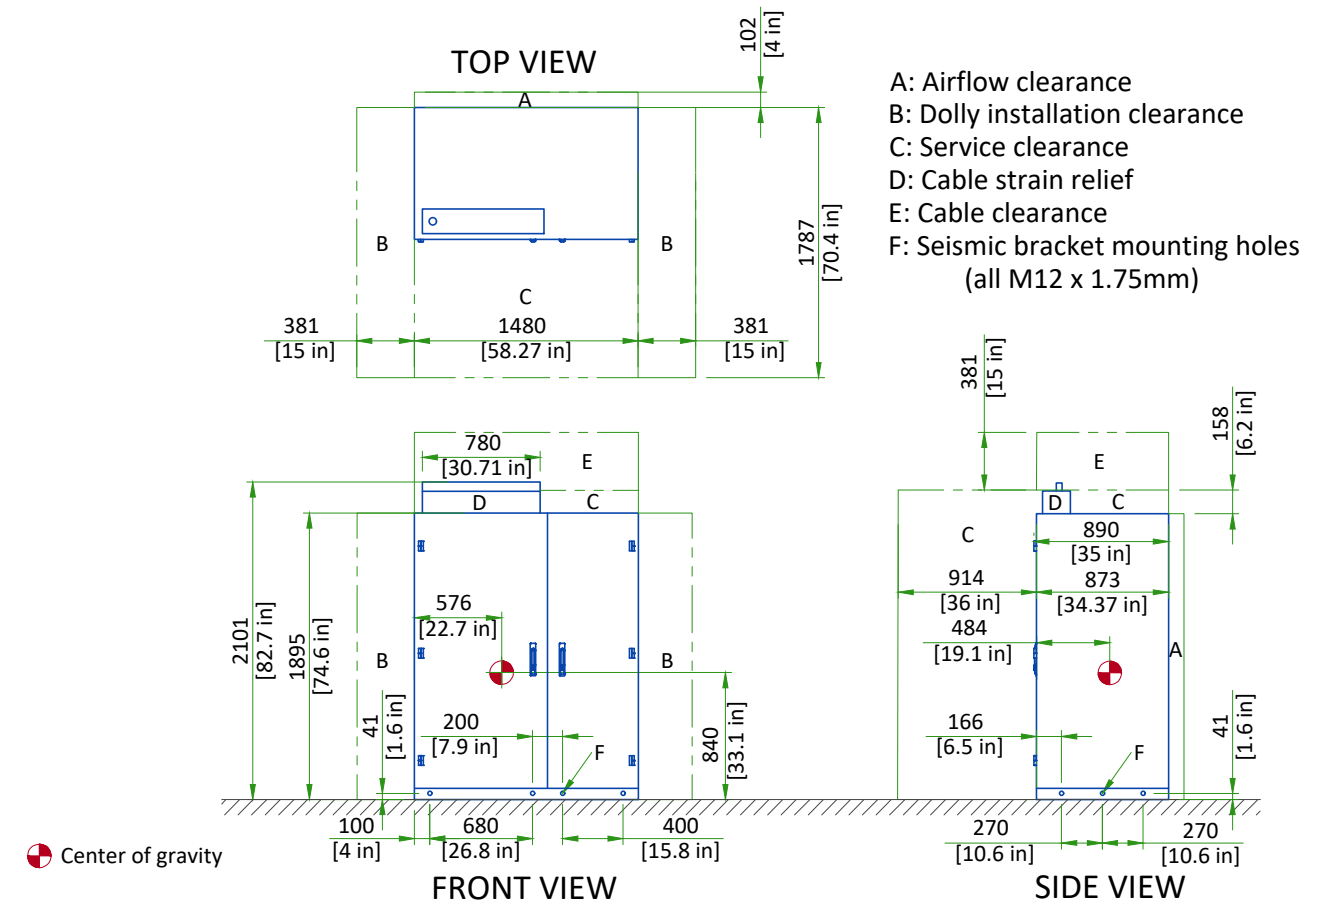 TOP VIEW
102
[4 in]
A: Airflow clearance
B: Dolly installation clearance
C: Service clearance
D: Cable strain relief
E: Cable clearance
F: Seismic bracket mounting holes
(all M12 x 1.75mm)
A
B
B
C
1787
[70.4 in]
381
[15 in]
1480
[58.27 in]
381
[15 in]
780
[30.71 in]
E
D
C
2101
[82.7 in]
1895
[74.6 in]
576
[22.7 in]
B
B
41
[1.6 in]
200
[7.9 in]
F
840
[33.1 in]
100
[4 in]
680
[26.8 in]
400
[15.8 in]
FRONT VIEW
Center of gravity
381
[15 in]
158
[6.2 in]
E
D
C
C
890
[35 in]
914
[36 in]
873
[34.37 in]
484
[19.1 in]
A
166
[6.5 in]
F
41
[1.6 in]
270
[10.6 in]
270
[10.6 in]
SIDE VIEW